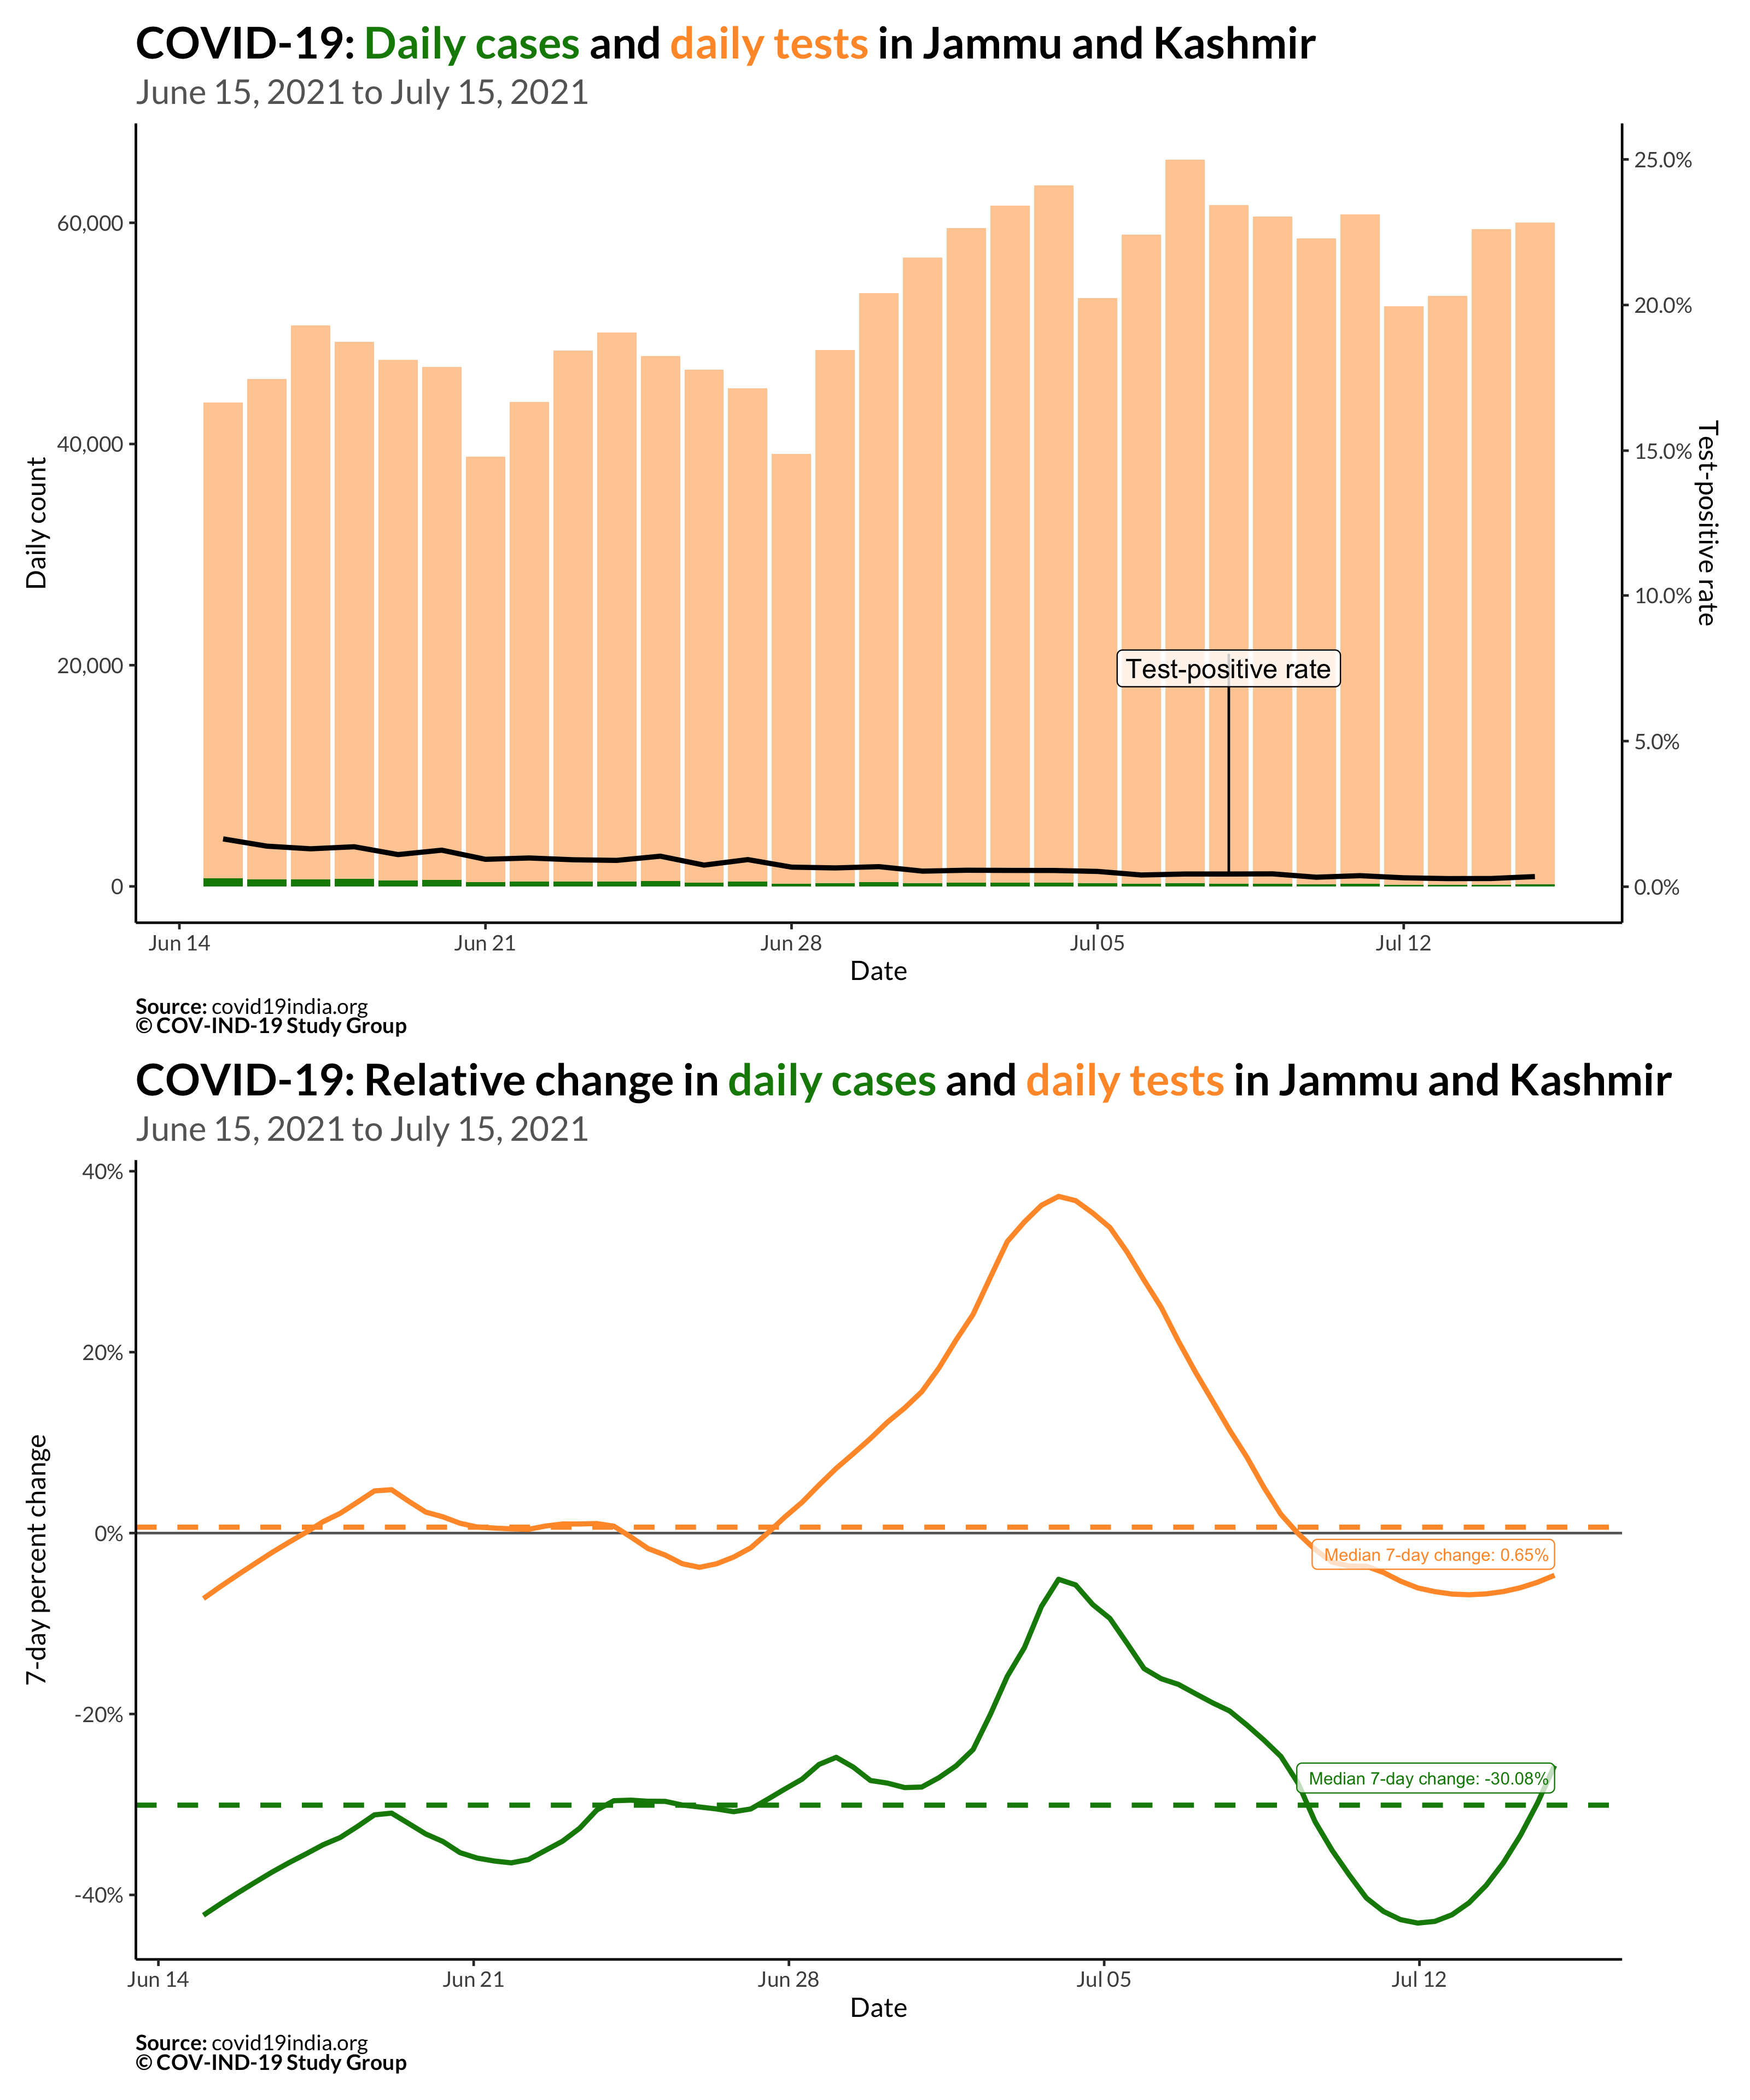 COVID-19: Daily cases and daily tests in Jammu and Kashmir
June 15, 2021 to July 15, 2021
60,000
40,000
20,000
0
Daily count
25.0%
20.0%
15.0%
10.0%
5.0%
0.0%
Test-positive rate
Test-positive rate
Jun 14
Jun 21
Jun 28
Jul 05
Jul 12
Date
Source: covid19india.org
© COV-IND-19 Study Group
COVID-19: Relative change in daily cases and daily tests in Jammu and Kashmir
June 15, 2021 to July 15, 2021
40%
20%
0%
-20%
-40%
7-day percent change
Median 7-day change: 0.65%
Median 7-day change: -30.08%
Jun 14
Jun 21
Jun 28
Jul 05
Jul 12
Date
Source: covid19india.org
© COV-IND-19 Study Group